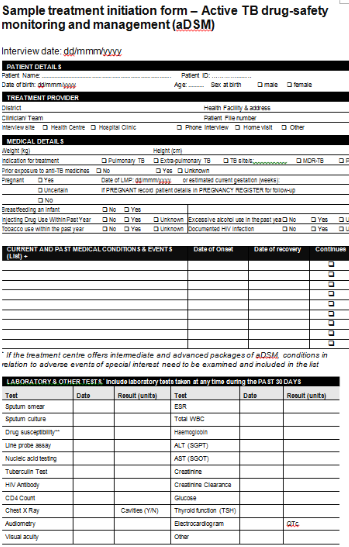 Sample treatment initiation form – Active TB drug-safety
monitoring and management (aDSM)
Interview date: dd/mmm/yyyy
PATIENT DETAILS
Patient Name: Patient ID:
Date of birth: dd/mmm/yyyy Age: Sex at birth ❑ male ❑ female
TREATMENT PROVIDER
District Health Facility & address
Clinician/Team Patient File number
Interview site ❑ Health Centre ❑ Hospital Clinic ❑ Phone Interview ❑ Home visit ❑ Other
MEDICAL DETAILS
Weight (kg) Height (cm)
Indication for treatment ❑ Pulmonary TB ❑ Extra-pulmonary TB ❑ TB site/s: ❑ MDR-TB ❑
Prior exposure to anti-TB medicines ❑ No ❑ Yes ❑ Unknown
Pregnant ❑ Yes Date of LMP: dd/mmm/yyyy or estimated current gestation (weeks):
❑ Uncertain If PREGNANT record patient details in PREGNANCY REGISTER for follow-up
❑ No
Breastfeeding an infant ❑ No ❑ Yes
Injecting Drug Use Within Past Year ❑ No ❑ Yes ❑ Unknown Excessive alcohol use in the past year ❑ No ❑ Yes ❑ U
Tobacco use within the past year ❑ No ❑ Yes ❑ Unknown Documented HIV infection ❑ No ❑ Yes ❑ U
CURRENT AND PAST MEDICAL CONDITIONS & EVENTS Date of Onset Date of recovery Continues
(List) +
* If the treatment centre offers intermediate and advanced packages of aDSM, conditions in
relation to adverse events of special interest need to be examined and included in the list
LABORATORY & OTHER TESTS.* Include laboratory tests taken at any time during the PAST 30 DAYS
Test Date Result (units) Test Date Result (units)
Sputum smear ESR
Sputum culture Total WBC
Drug susceptibility** Haemoglobin
Line probe assay ALT (SGPT)
Nucleic acid testing AST (SGOT)
Tuberculin Test Creatinine
HIV Antibody Creatinine Clearance
CD4 Count Glucose
Chest X Ray Cavities (Y/N) Thyroid function (TSH)
Audiometry Electrocardiogram QTc
Visual acuity Other